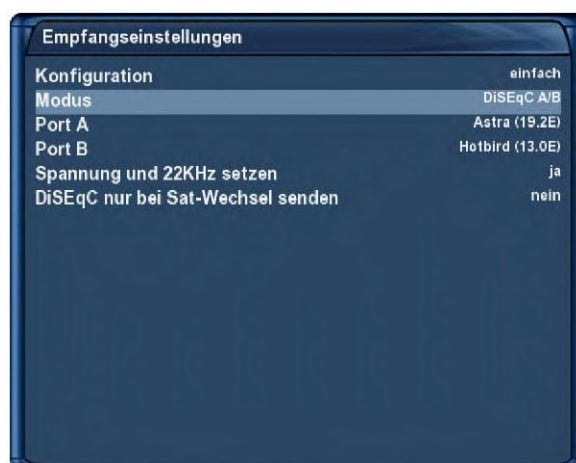 Empfangseinstellungen
Konfiguration einfach
Modus DiSEqC A/B
Port A Astra (19.2E)
Port B Hotbird (13.0E)
Spannung und 22KHz setzen ja
DiSEqC nur bei Sat-Wechsel senden nein